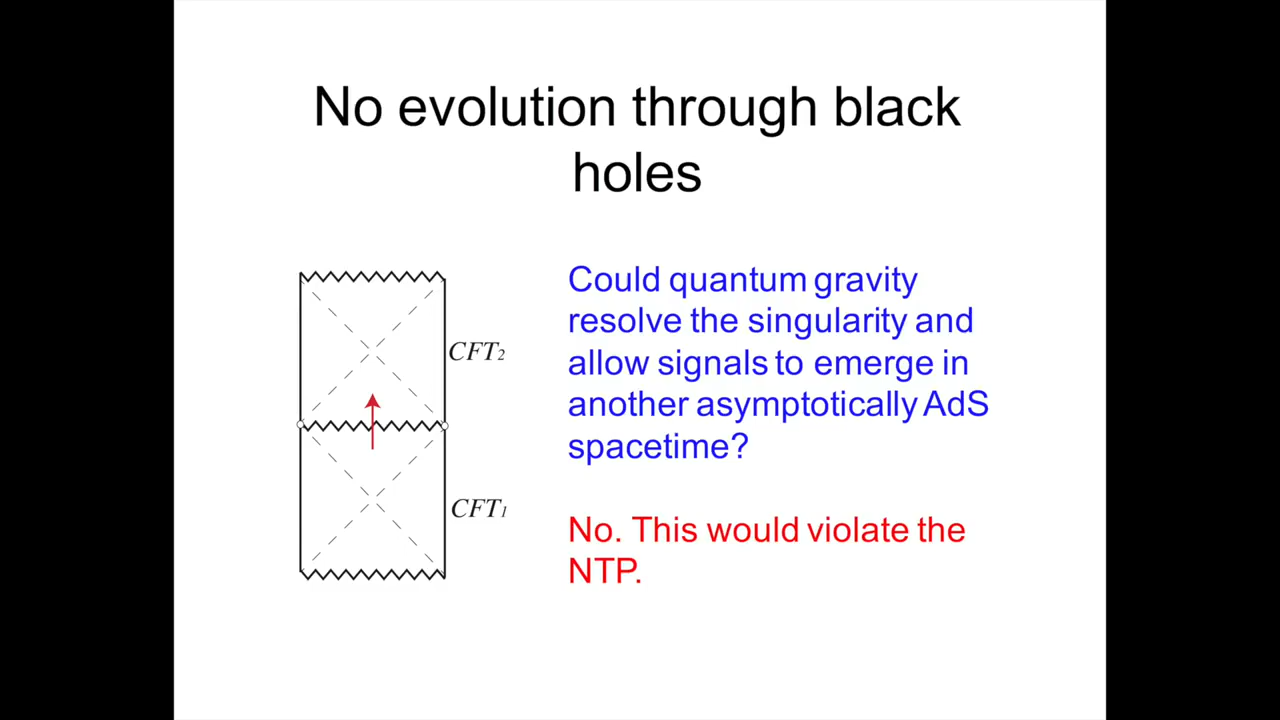 No evolution through black
holes
Could quantum gravity
resolve the singularity and
allow signals to emerge in
another asymptotically AdS
spacetime?
No. This would violate the
NTP.
CFT2
CFT1